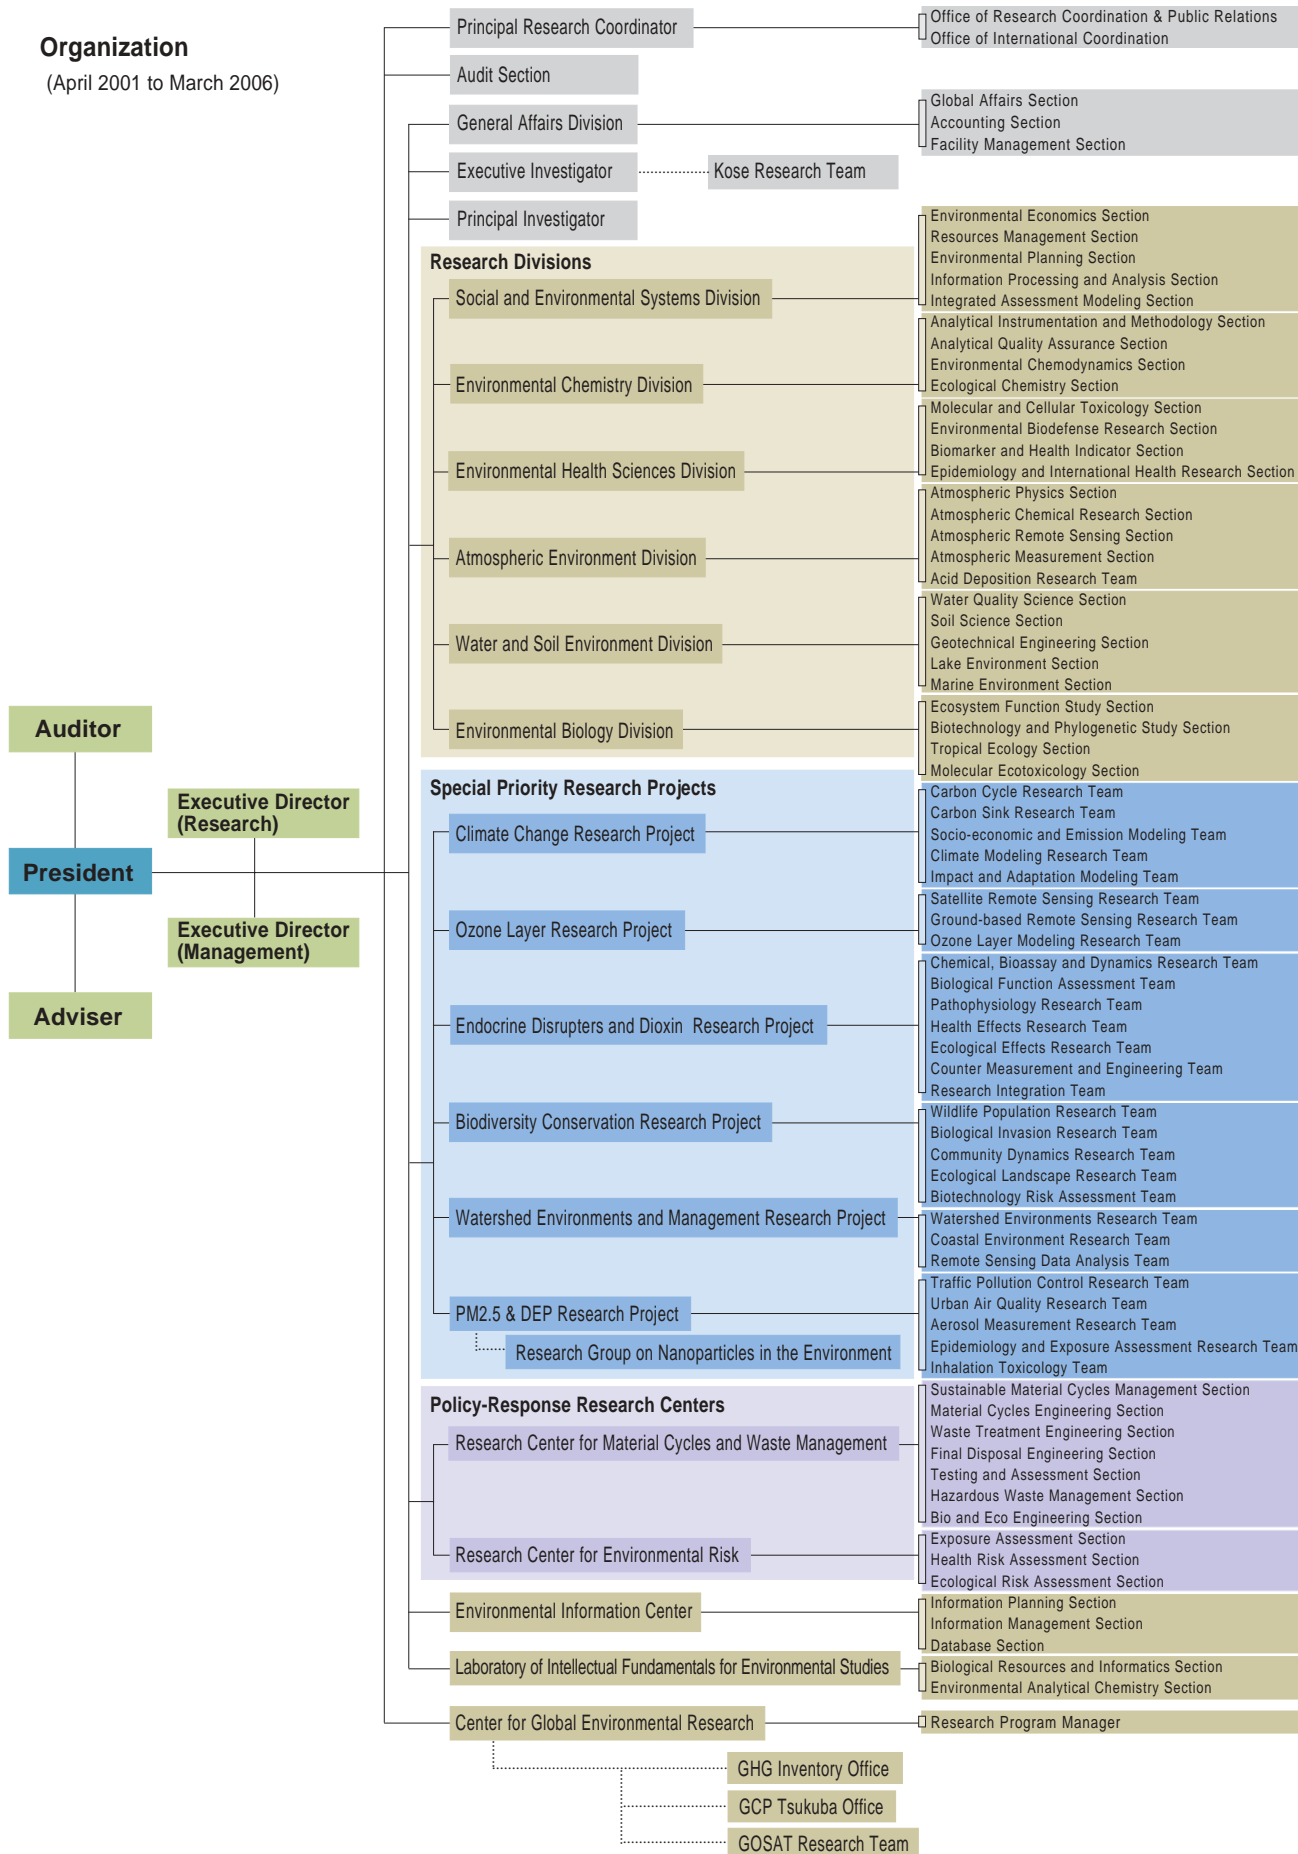 Organization
(April 2001 to March 2006)
Principal Research Coordinator
Office of Research Coordination & Public Relations
Office of International Coordination
Audit Section
General Affairs Division
Global Affairs Section
Accounting Section
Facility Management Section
Executive Investigator
Kose Research Team
Principal Investigator
Research Divisions
Social and Environmental Systems Division
Environmental Economics Section
Resources Management Section
Environmental Planning Section
Information Processing and Analysis Section
Integrated Assessment Modeling Section
Environmental Chemistry Division
Analytical Instrumentation and Methodology Section
Analytical Quality Assurance Section
Environmental Chemodynamics Section
Ecological Chemistry Section
Environmental Health Sciences Division
Molecular and Cellular Toxicology Section
Environmental Biodefense Research Section
Biomarker and Health Indicator Section
Epidemiology and International Health Research Section
Atmospheric Environment Division
Atmospheric Physics Section
Atmospheric Chemical Research Section
Atmospheric Remote Sensing Section
Atmospheric Measurement Section
Acid Deposition Research Team
Water and Soil Environment Division
Water Quality Science Section
Soil Science Section
Geotechnical Engineering Section
Lake Environment Section
Marine Environment Section
Environmental Biology Division
Ecosystem Function Study Section
Biotechnology and Phylogenetic Study Section
Tropical Ecology Section
Molecular Ecotoxicology Section
Auditor
President
Adviser
Executive Director
(Research)
Executive Director
(Management)
Special Priority Research Projects
Climate Change Research Project
Carbon Cycle Research Team
Carbon Sink Research Team
Socio-economic and Emission Modeling Team
Climate Modeling Research Team
Impact and Adaptation Modeling Team
Ozone Layer Research Project
Satellite Remote Sensing Research Team
Ground-based Remote Sensing Research Team
Ozone Layer Modeling Research Team
Endocrine Disrupters and Dioxin Research Project
Chemical, Bioassay and Dynamics Research Team
Biological Function Assessment Team
Pathophysiology Research Team
Health Effects Research Team
Ecological Effects Research Team
Counter Measurement and Engineering Team
Research Integration Team
Biodiversity Conservation Research Project
Wildlife Population Research Team
Biological Invasion Research Team
Community Dynamics Research Team
Ecological Landscape Research Team
Biotechnology Risk Assessment Team
Watershed Environments and Management Research Project
Watershed Environments Research Team
Coastal Environment Research Team
Remote Sensing Data Analysis Team
PM2.5 & DEP Research Project
Research Group on Nanoparticles in the Environment
Traffic Pollution Control Research Team
Urban Air Quality Research Team
Aerosol Measurement Research Team
Epidemiology and Exposure Assessment Research Team
Inhalation Toxicology Team
Policy-Response Research Centers
Research Center for Material Cycles and Waste Management
Sustainable Material Cycles Management Section
Material Cycles Engineering Section
Waste Treatment Engineering Section
Final Disposal Engineering Section
Testing and Assessment Section
Hazardous Waste Management Section
Bio and Eco Engineering Section
Research Center for Environmental Risk
Exposure Assessment Section
Health Risk Assessment Section
Ecological Risk Assessment Section
Environmental Information Center
Information Planning Section
Information Management Section
Database Section
Laboratory of Intellectual Fundamentals for Environmental Studies
Biological Resources and Informatics Section
Environmental Analytical Chemistry Section
Center for Global Environmental Research
Research Program Manager
GHG Inventory Office
GCP Tsukuba Office
GOSAT Research Team